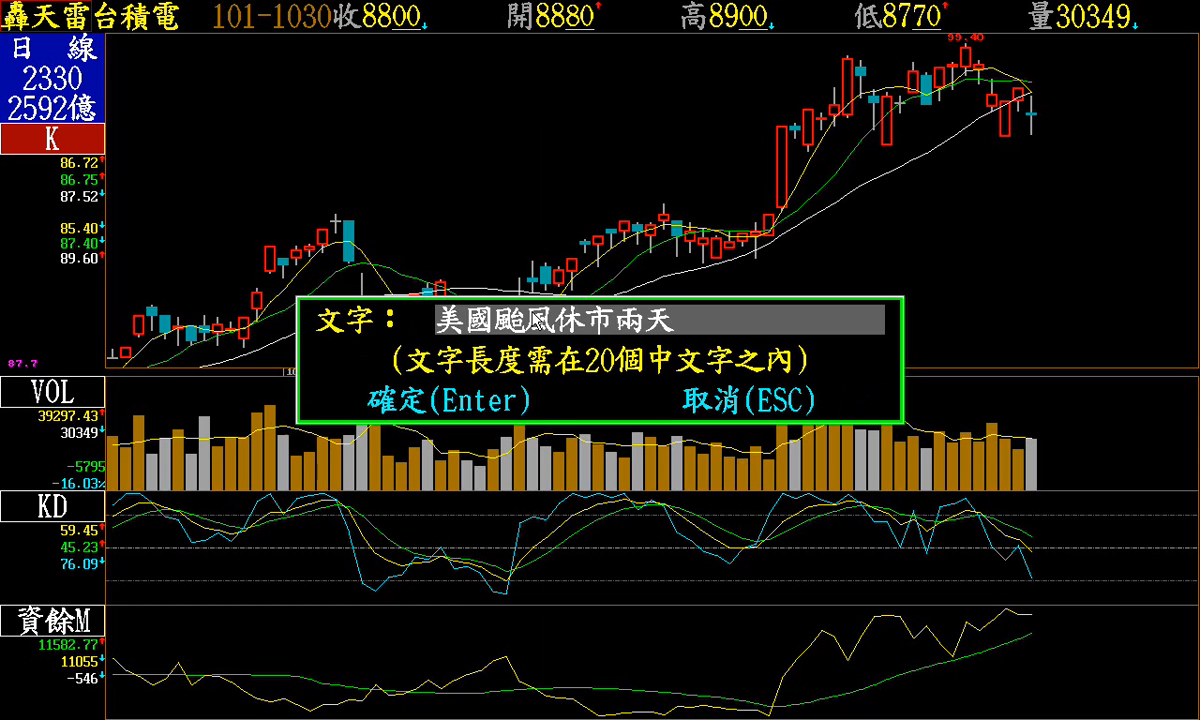 轟天雷台積電 101-1030收8800↓ 開8880↑ 高8900↓ 低8770↑ 量30349↓
日 線
2330
2592億
K
86.72↑
86.75↑
87.52↓
85.40↓
87.40↓
89.60↑
99.40
87.7
文字： 美國颱風休市兩天
(文字長度需在20個中文字之內)
確定(Enter) 取消(ESC)
VOL
39297.43↑
30349↓
-5795
-16.03%
KD
59.45↑
45.23↑
76.09↓
資餘M
11582.77↑
11055↓
-546↓